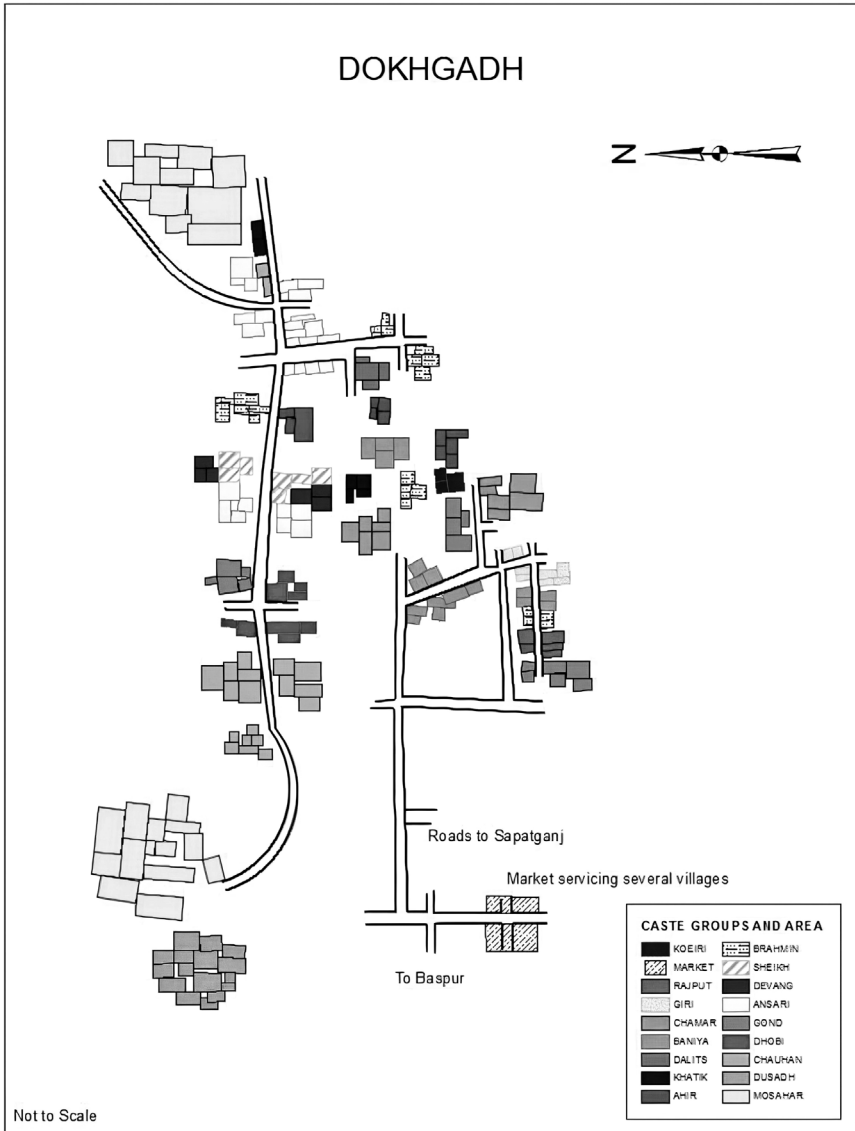 DOKHGADH
N
Roads to Sapatganj
Market servicing several villages
To Baspur
CASTE GROUPS AND AREA
KOEIRI BRAHMIN
MARKET SHEIKH
RAJPUT DEVANG
GIRI ANSARI
CHAMAR GOND
BANIYA DHOBI
DALITS CHAUHAN
KHATIK DUSADH
AHIR MOSAHAR
Not to Scale